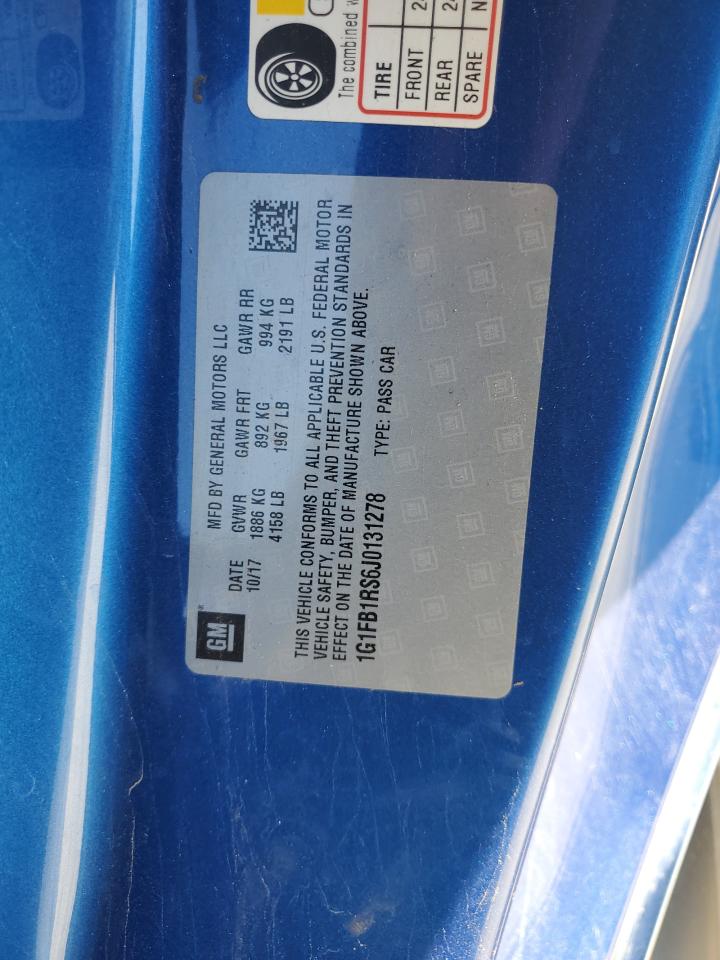 GM
MFD BY GENERAL MOTORS LLC
DATE GVWR GAWR FRT GAWR RR
10/17 1886 KG 892 KG 994 KG
4158 LB 1967 LB 2191 LB
THIS VEHICLE CONFORMS TO ALL APPLICABLE U.S. FEDERAL MOTOR
VEHICLE SAFETY, BUMPER, AND THEFT PREVENTION STANDARDS IN
EFFECT ON THE DATE OF MANUFACTURE SHOWN ABOVE.
1G1FB1RS6J0131278 TYPE: PASS CAR
The combined
TIRE
FRONT
REAR
SPARE